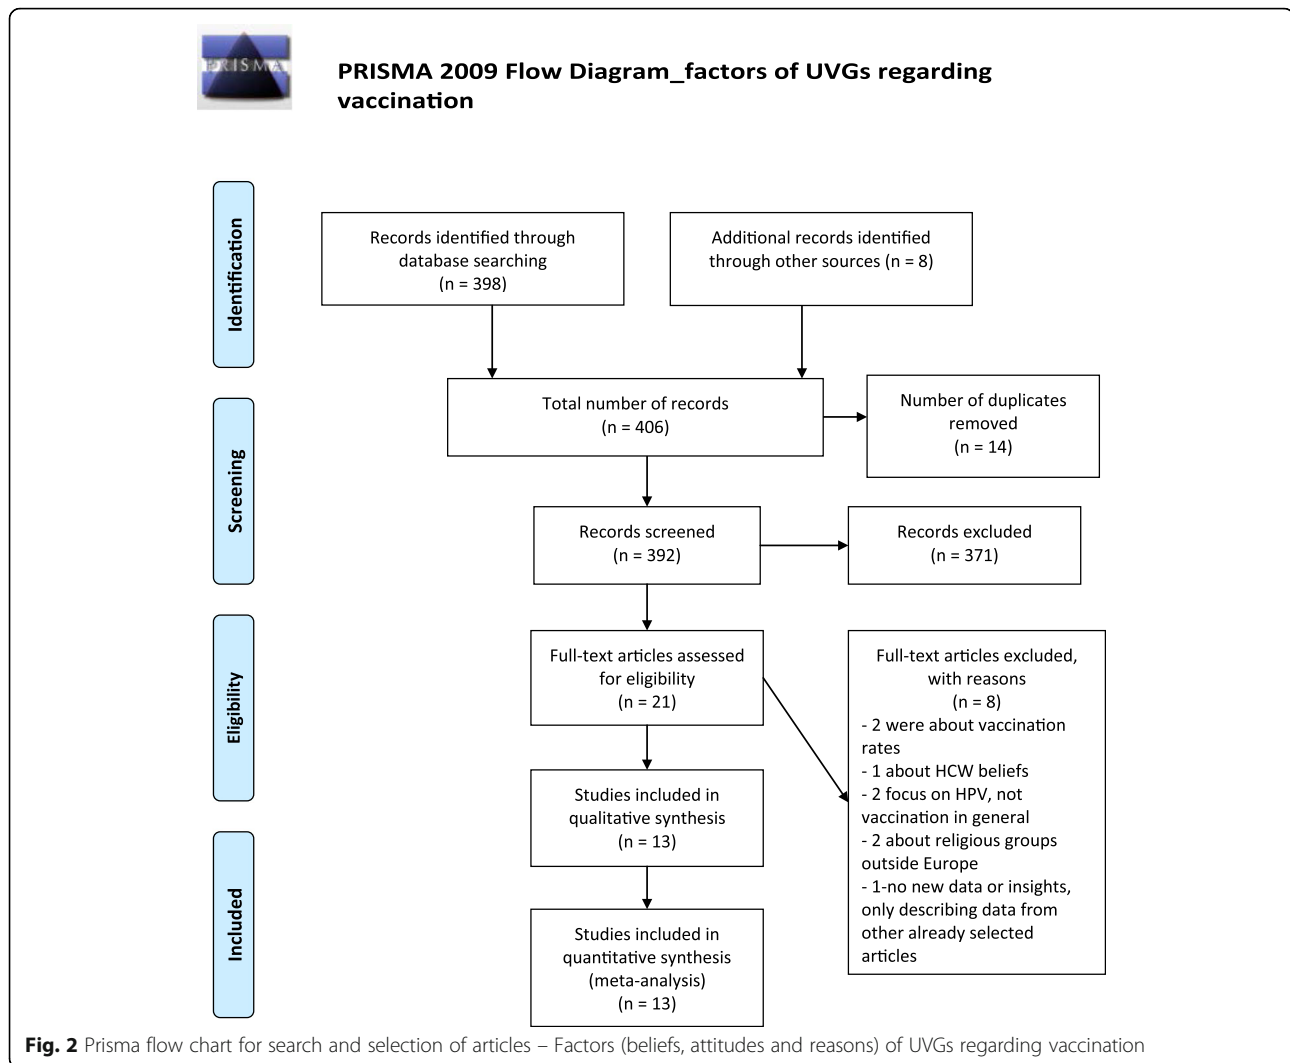 PRISMA
PRISMA 2009 Flow Diagram_factors of UVGs regarding
vaccination
Identification
Records identified through
database searching
(n = 398)
Additional records identified
through other sources (n = 8)
Total number of records
(n = 406)
Number of duplicates
removed
(n = 14)
Screening
Records screened
(n = 392)
Records excluded
(n = 371)
Eligibility
Full-text articles assessed
for eligibility
(n = 21)
Full-text articles excluded,
with reasons
(n = 8)
- 2 were about vaccination
rates
- 1 about HCW beliefs
- 2 focus on HPV, not
vaccination in general
- 2 about religious groups
outside Europe
- 1-no new data or insights,
only describing data from
other already selected
articles
Studies included in
qualitative synthesis
(n = 13)
Included
Studies included in
quantitative synthesis
(meta-analysis)
(n = 13)
Fig. 2 Prisma flow chart for search and selection of articles – Factors (beliefs, attitudes and reasons) of UVGs regarding vaccination